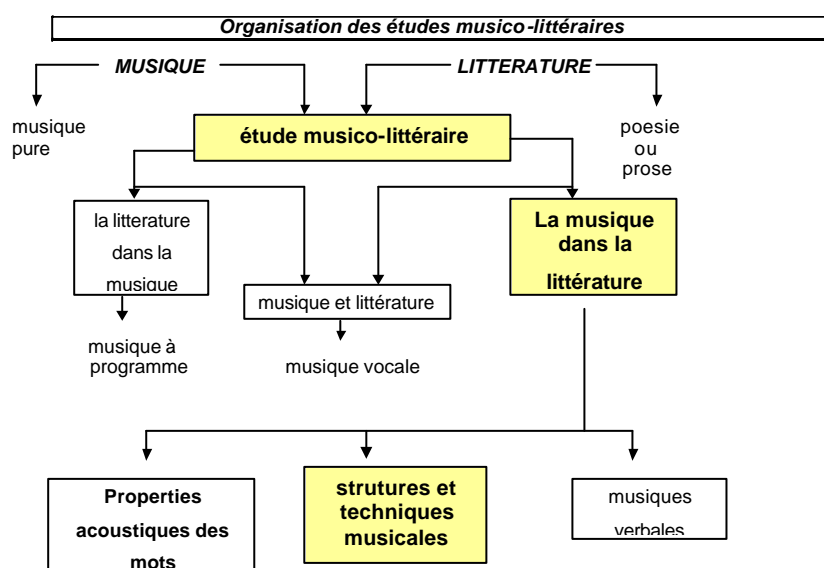 Organisation des études musico-littéraires
MUSIQUE
LITTERATURE
musique
pure
étude musico-littéraire
poesie
ou
prose
la litterature
dans la
musique
La musique
dans la
littérature
musique et littérature
musique à
programme
musique vocale
Properties
acoustiques des
mots
strutures et
techniques
musicales
musiques
verbales